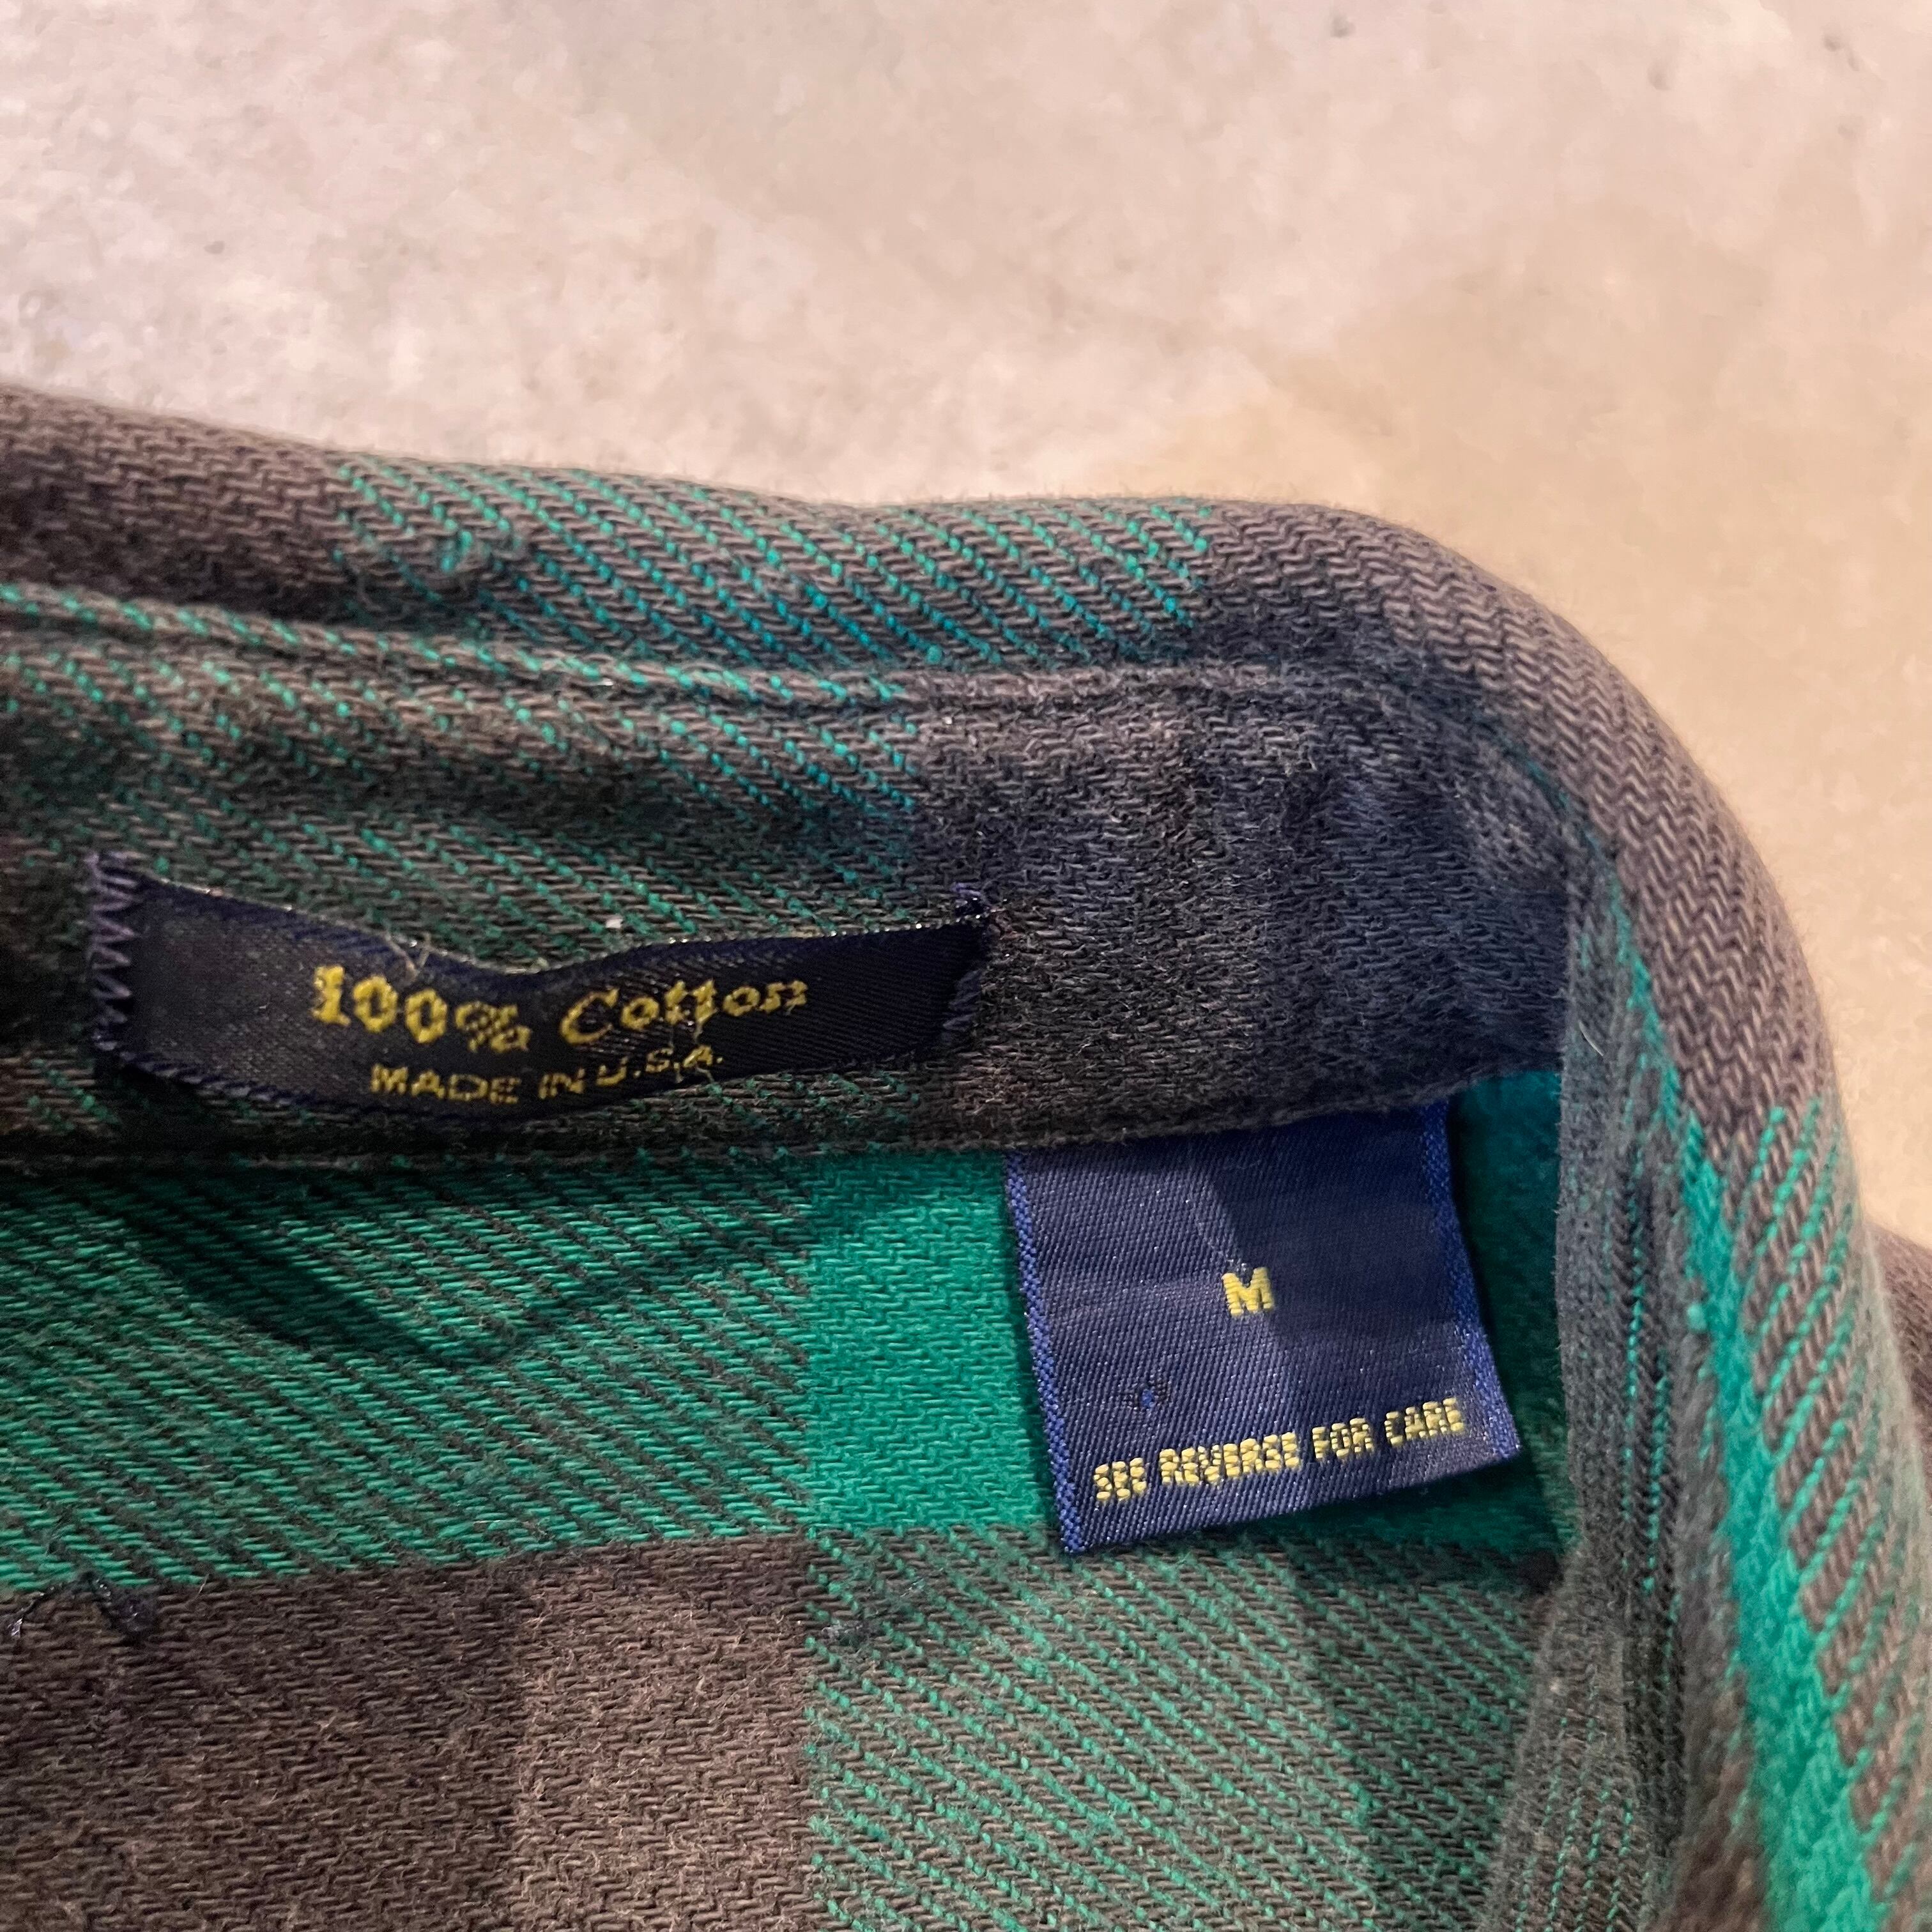 100% Cotton
MADE IN U.S.A.
M
SEE REVERSE FOR CARE